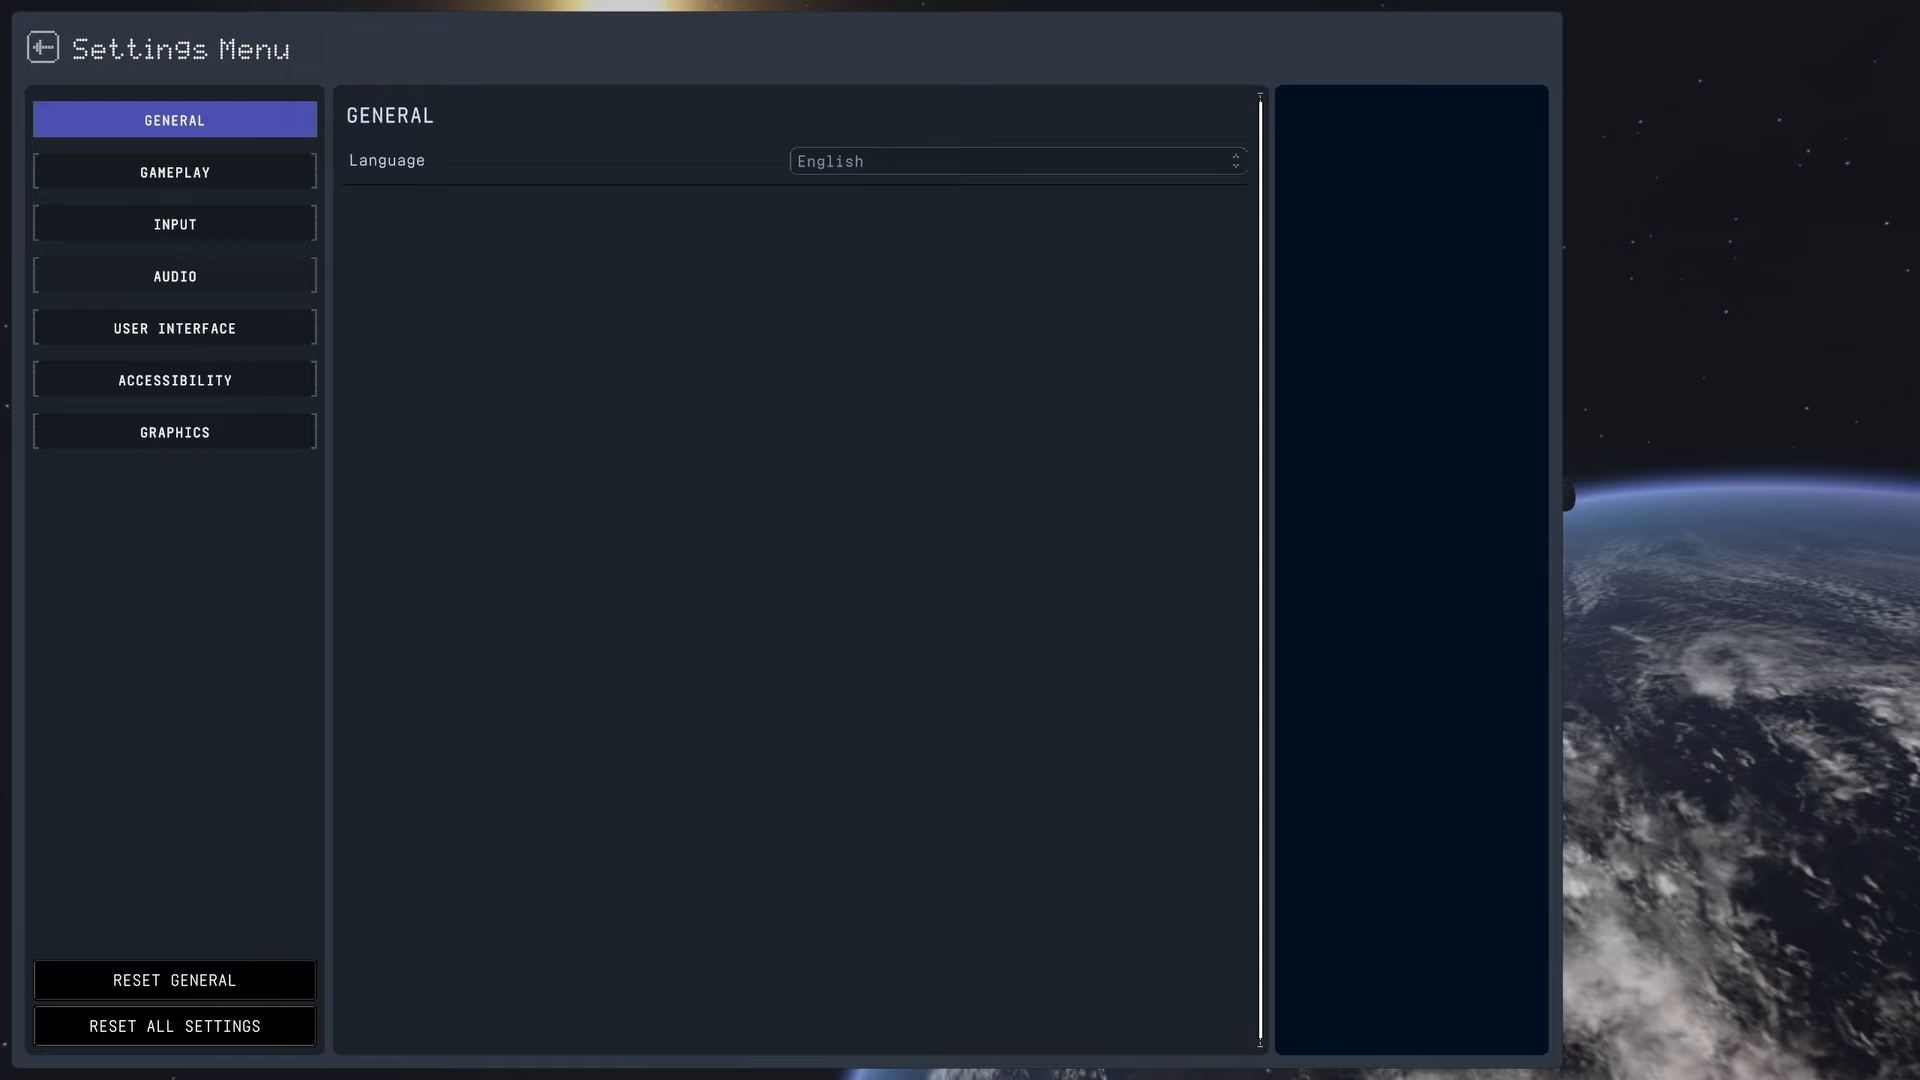 Settings Menu
GENERAL
GAMEPLAY
INPUT
AUDIO
USER INTERFACE
ACCESSIBILITY
GRAPHICS
RESET GENERAL
RESET ALL SETTINGS
GENERAL
Language
English